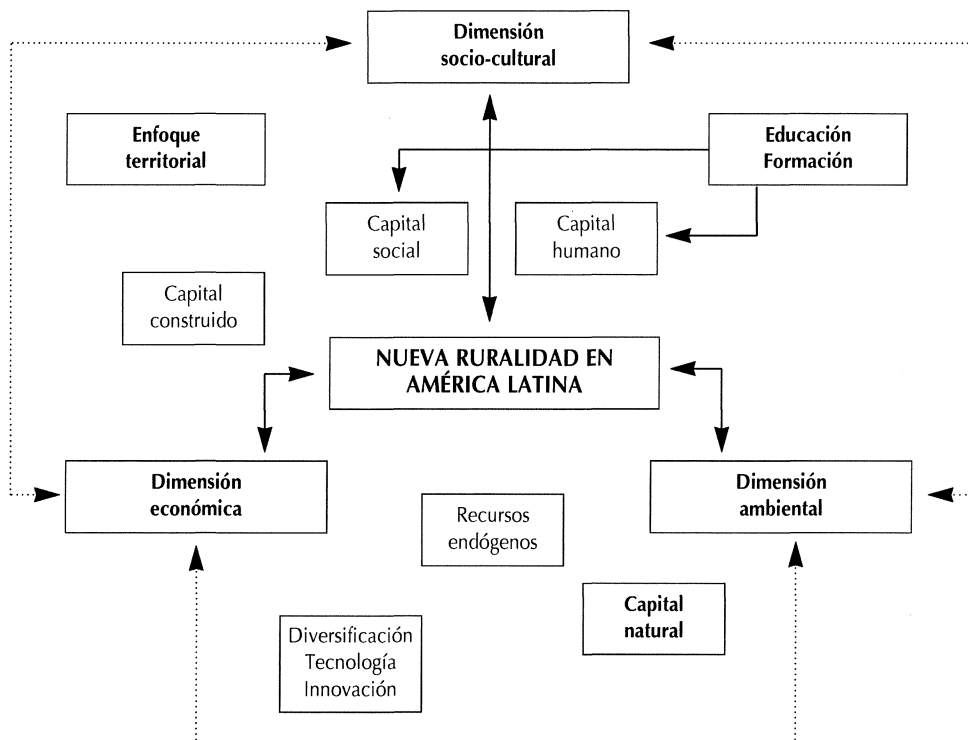 Dimensión
socio-cultural
Enfoque
territorial
Educación
Formación
Capital
social
Capital
humano
Capital
construido
NUEVA RURALIDAD EN
AMÉRICA LATINA
Dimensión
económica
Dimensión
ambiental
Recursos
endógenos
Capital
natural
Diversificación
Tecnología
Innovación